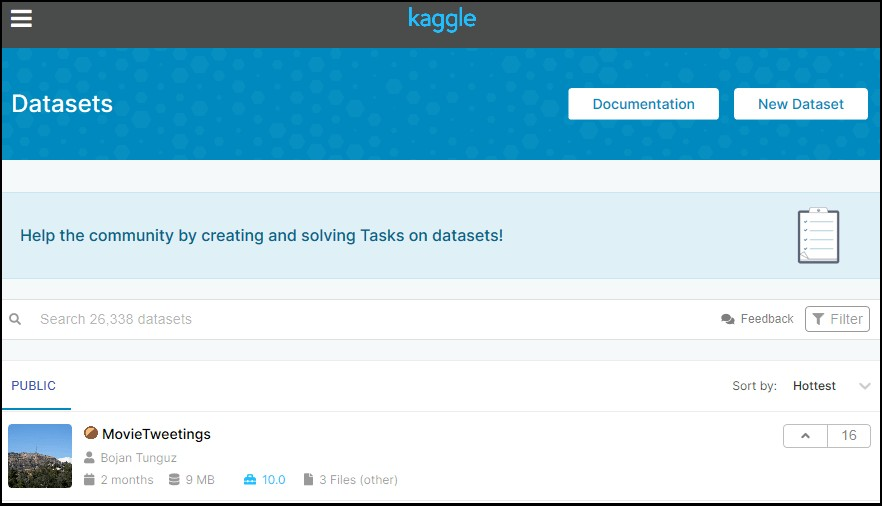 kaggle
Datasets
Documentation
New Dataset
Help the community by creating and solving Tasks on datasets!
Search 26,338 datasets
Feedback
Filter
PUBLIC
Sort by:
Hottest
MovieTweetings
16
Bojan Tunguz
2 months
9 MB
10.0
3 Files (other)